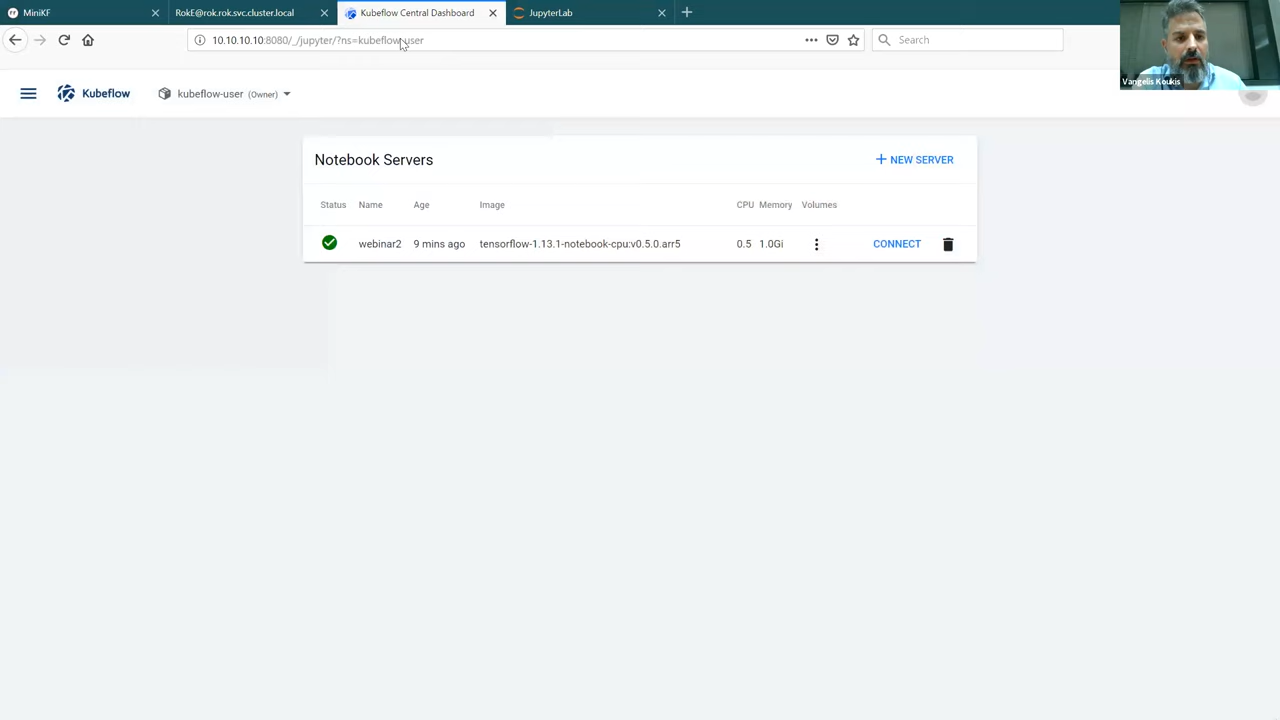 MiniKF
RokE@rok.rok.svc.cluster.local
Kubeflow Central Dashboard
JupyterLab
10.10.10.10:8080/_/jupyter/?ns=kubeflow-user
Search
Vangelis Koukis
Kubeflow
kubeflow-user (Owner)
Notebook Servers
+ NEW SERVER
Status Name Age Image CPU Memory Volumes
webinar2 9 mins ago tensorflow-1.13.1-notebook-cpu:v0.5.0.arr5 0.5 1.0Gi CONNECT